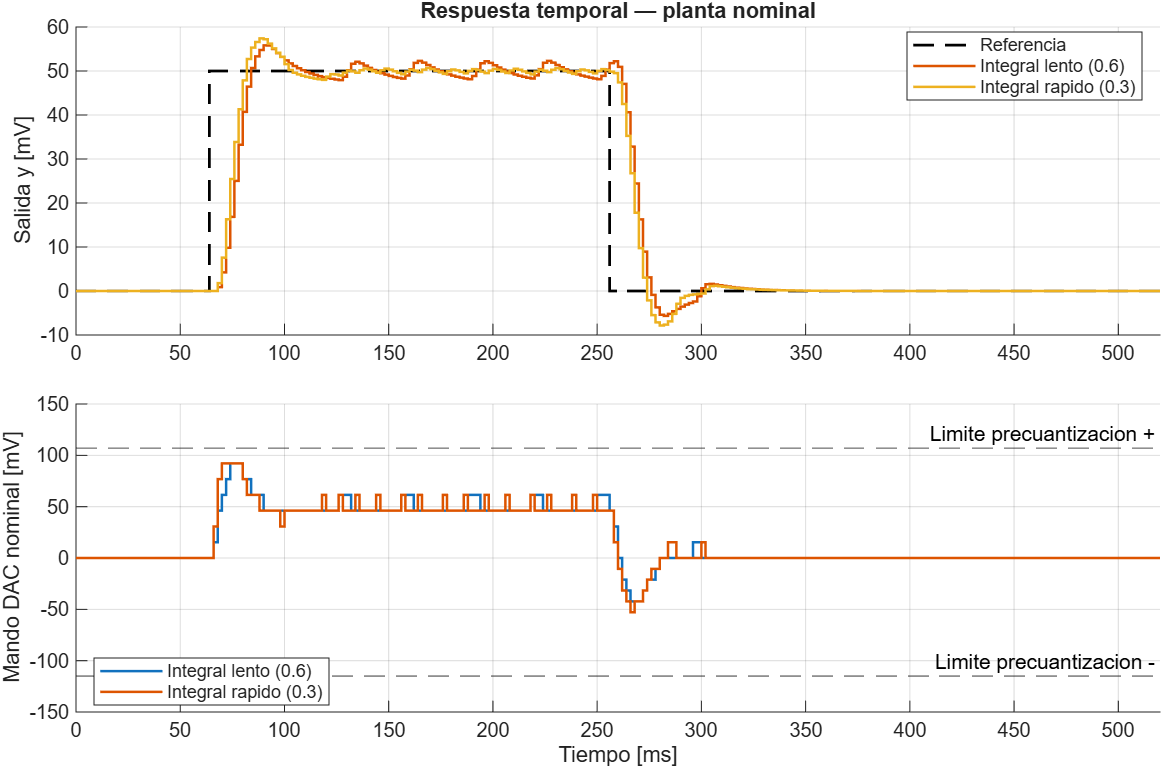 Respuesta temporal — planta nominal
Salida y [mV]
60
50
40
30
20
10
0
-10
Referencia
Integral lento (0.6)
Integral rapido (0.3)
0 50 100 150 200 250 300 350 400 450 500
Mando DAC nominal [mV]
150
100
50
0
-50
-100
-150
Limite precuantizacion +
Limite precuantizacion -
Integral lento (0.6)
Integral rapido (0.3)
0 50 100 150 200 250 300 350 400 450 500
Tiempo [ms]